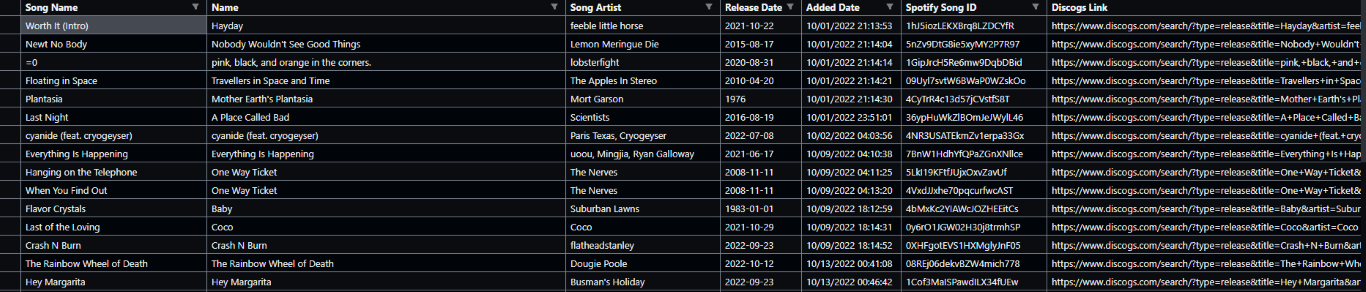 Song Name Name Song Artist Release Date Added Date Spotify Song ID Discogs Link
Worth It (Intro) Hayday feeble little horse 2021-10-22 10/01/2022 21:13:53 1hJ5iozLEKXBrq8LZDCYfR https://www.discogs.com/search/?type=release&title=Hayday&artist=feel
Newt No Body Nobody Wouldn't See Good Things Lemon Meringue Die 2015-08-17 10/01/2022 21:14:04 5nZv9DtG8ie5xyMY2P7R97 https://www.discogs.com/search/?type=release&title=Nobody+Wouldn't
=0 pink, black, and orange in the corners. lobsterfight 2020-08-31 10/01/2022 21:14:14 1GipJrcH5Re6mw9DqbDBid https://www.discogs.com/search/?type=release&title=pink,+black,+and+
Floating in Space Travellers in Space and Time The Apples In Stereo 2010-04-20 10/01/2022 21:14:21 09Uyl7svtW68WaP0WZskOo https://www.discogs.com/search/?type=release&title=Travellers+in+Spac
Plantasia Mother Earth's Plantasia Mort Garson 1976 10/01/2022 21:14:30 4CyTrR4c13d57jCVstfS8T https://www.discogs.com/search/?type=release&title=Mother+Earth's+Pl
Last Night A Place Called Bad Scientists 2016-08-19 10/01/2022 23:51:01 36ypHuWkZlBOmJeJWylL46 https://www.discogs.com/search/?type=release&title=A+Place+Called+B
cyanide (feat. cryogeyser) cyanide (feat. cryogeyser) Paris Texas, Cryogeyser 2022-07-08 10/02/2022 04:03:56 4NR3USATEkmZv1erpa33Gx https://www.discogs.com/search/?type=release&title=cyanide+(feat.+cryo
Everything Is Happening Everything Is Happening uoou, Mingjia, Ryan Galloway 2021-06-17 10/09/2022 04:10:38 7BnW1HdhYfQPaZGnXNllce https://www.discogs.com/search/?type=release&title=Everything+Is+Hap
Hanging on the Telephone One Way Ticket The Nerves 2008-11-11 10/09/2022 04:11:25 5LkI19KFtfJUjxOxvZavUf https://www.discogs.com/search/?type=release&title=One+Way+Ticket&
When You Find Out One Way Ticket The Nerves 2008-11-11 10/09/2022 04:13:20 4VxdJJxhe70pqcurfwcAST https://www.discogs.com/search/?type=release&title=One+Way+Ticket&
Flavor Crystals Baby Suburban Lawns 1983-01-01 10/09/2022 18:12:59 4bMxKc2YIAWcJOZHEEitCs https://www.discogs.com/search/?type=release&title=Baby&artist=Subur
Last of the Loving Coco Coco 2021-10-29 10/09/2022 18:14:31 0y6rO1JGW02H30j8trmhSP https://www.discogs.com/search/?type=release&title=Coco&artist=Coco
Crash N Burn Crash N Burn flatheadstanley 2022-09-23 10/09/2022 18:14:52 0XHFgotEVS1HXMglyJnF05 https://www.discogs.com/search/?type=release&title=Crash+N+Burn&art
The Rainbow Wheel of Death The Rainbow Wheel of Death Dougie Poole 2022-10-12 10/13/2022 00:41:08 08REj06dekvBZW4mich778 https://www.discogs.com/search/?type=release&title=The+Rainbow+Whe
Hey Margarita Hey Margarita Busman's Holiday 2022-09-23 10/13/2022 00:46:42 1Cof3MaISPawdILX34fUEw https://www.discogs.com/search/?type=release&title=Hey+Margarita&ar